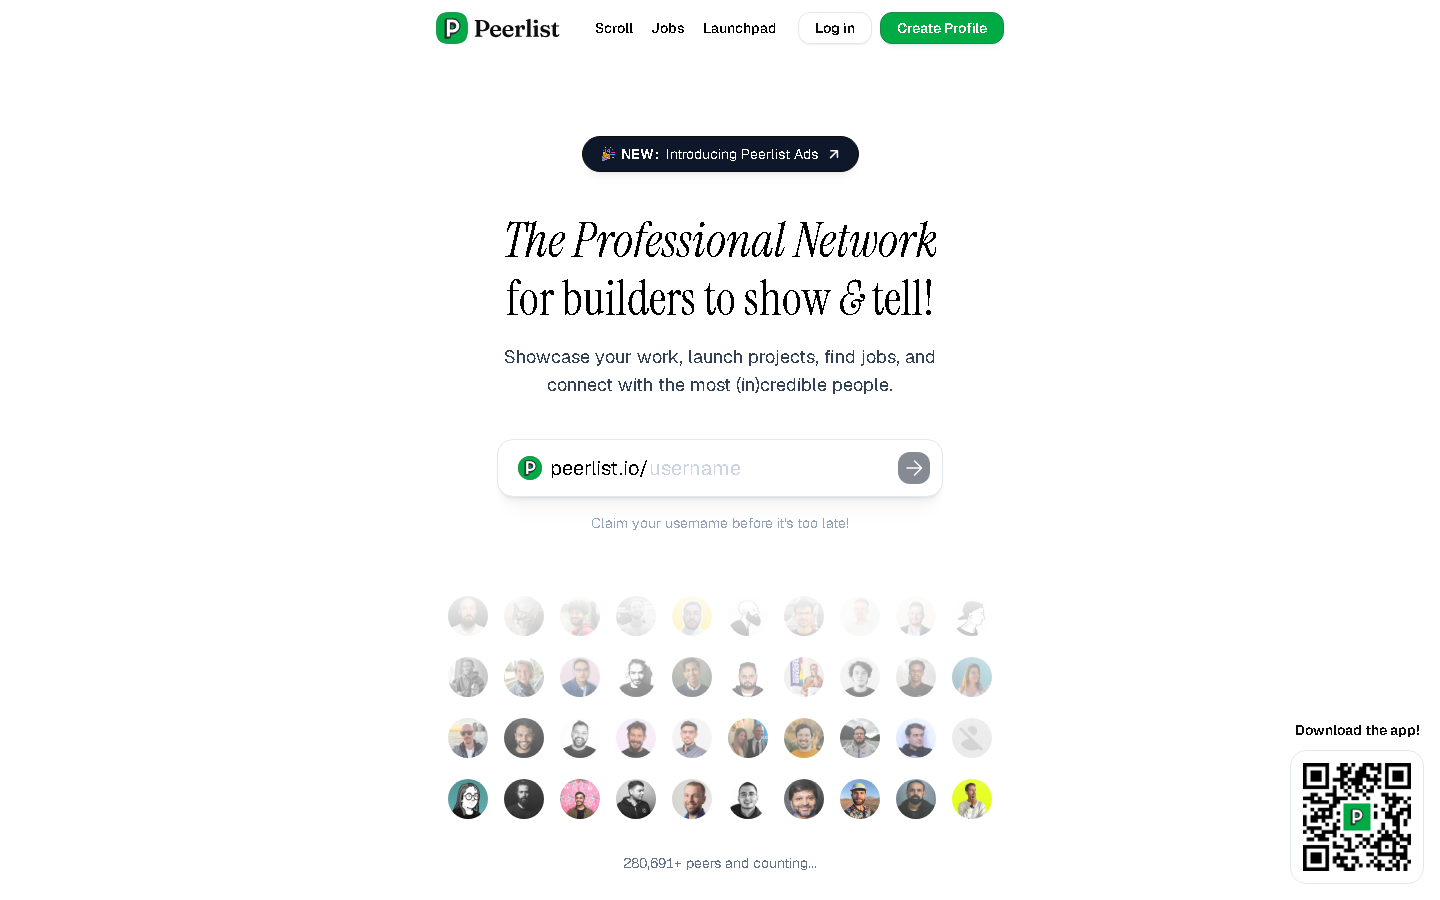 Peerlist
Scroll
Jobs
Launchpad
Log in
Create Profile
🎉 NEW: Introducing Peerlist Ads
The Professional Network
for builders to show & tell!
Showcase your work, launch projects, find jobs, and
connect with the most (in)credible people.
peerlist.io/username
Claim your username before it's too late!
280,691+ peers and counting...
Download the app!